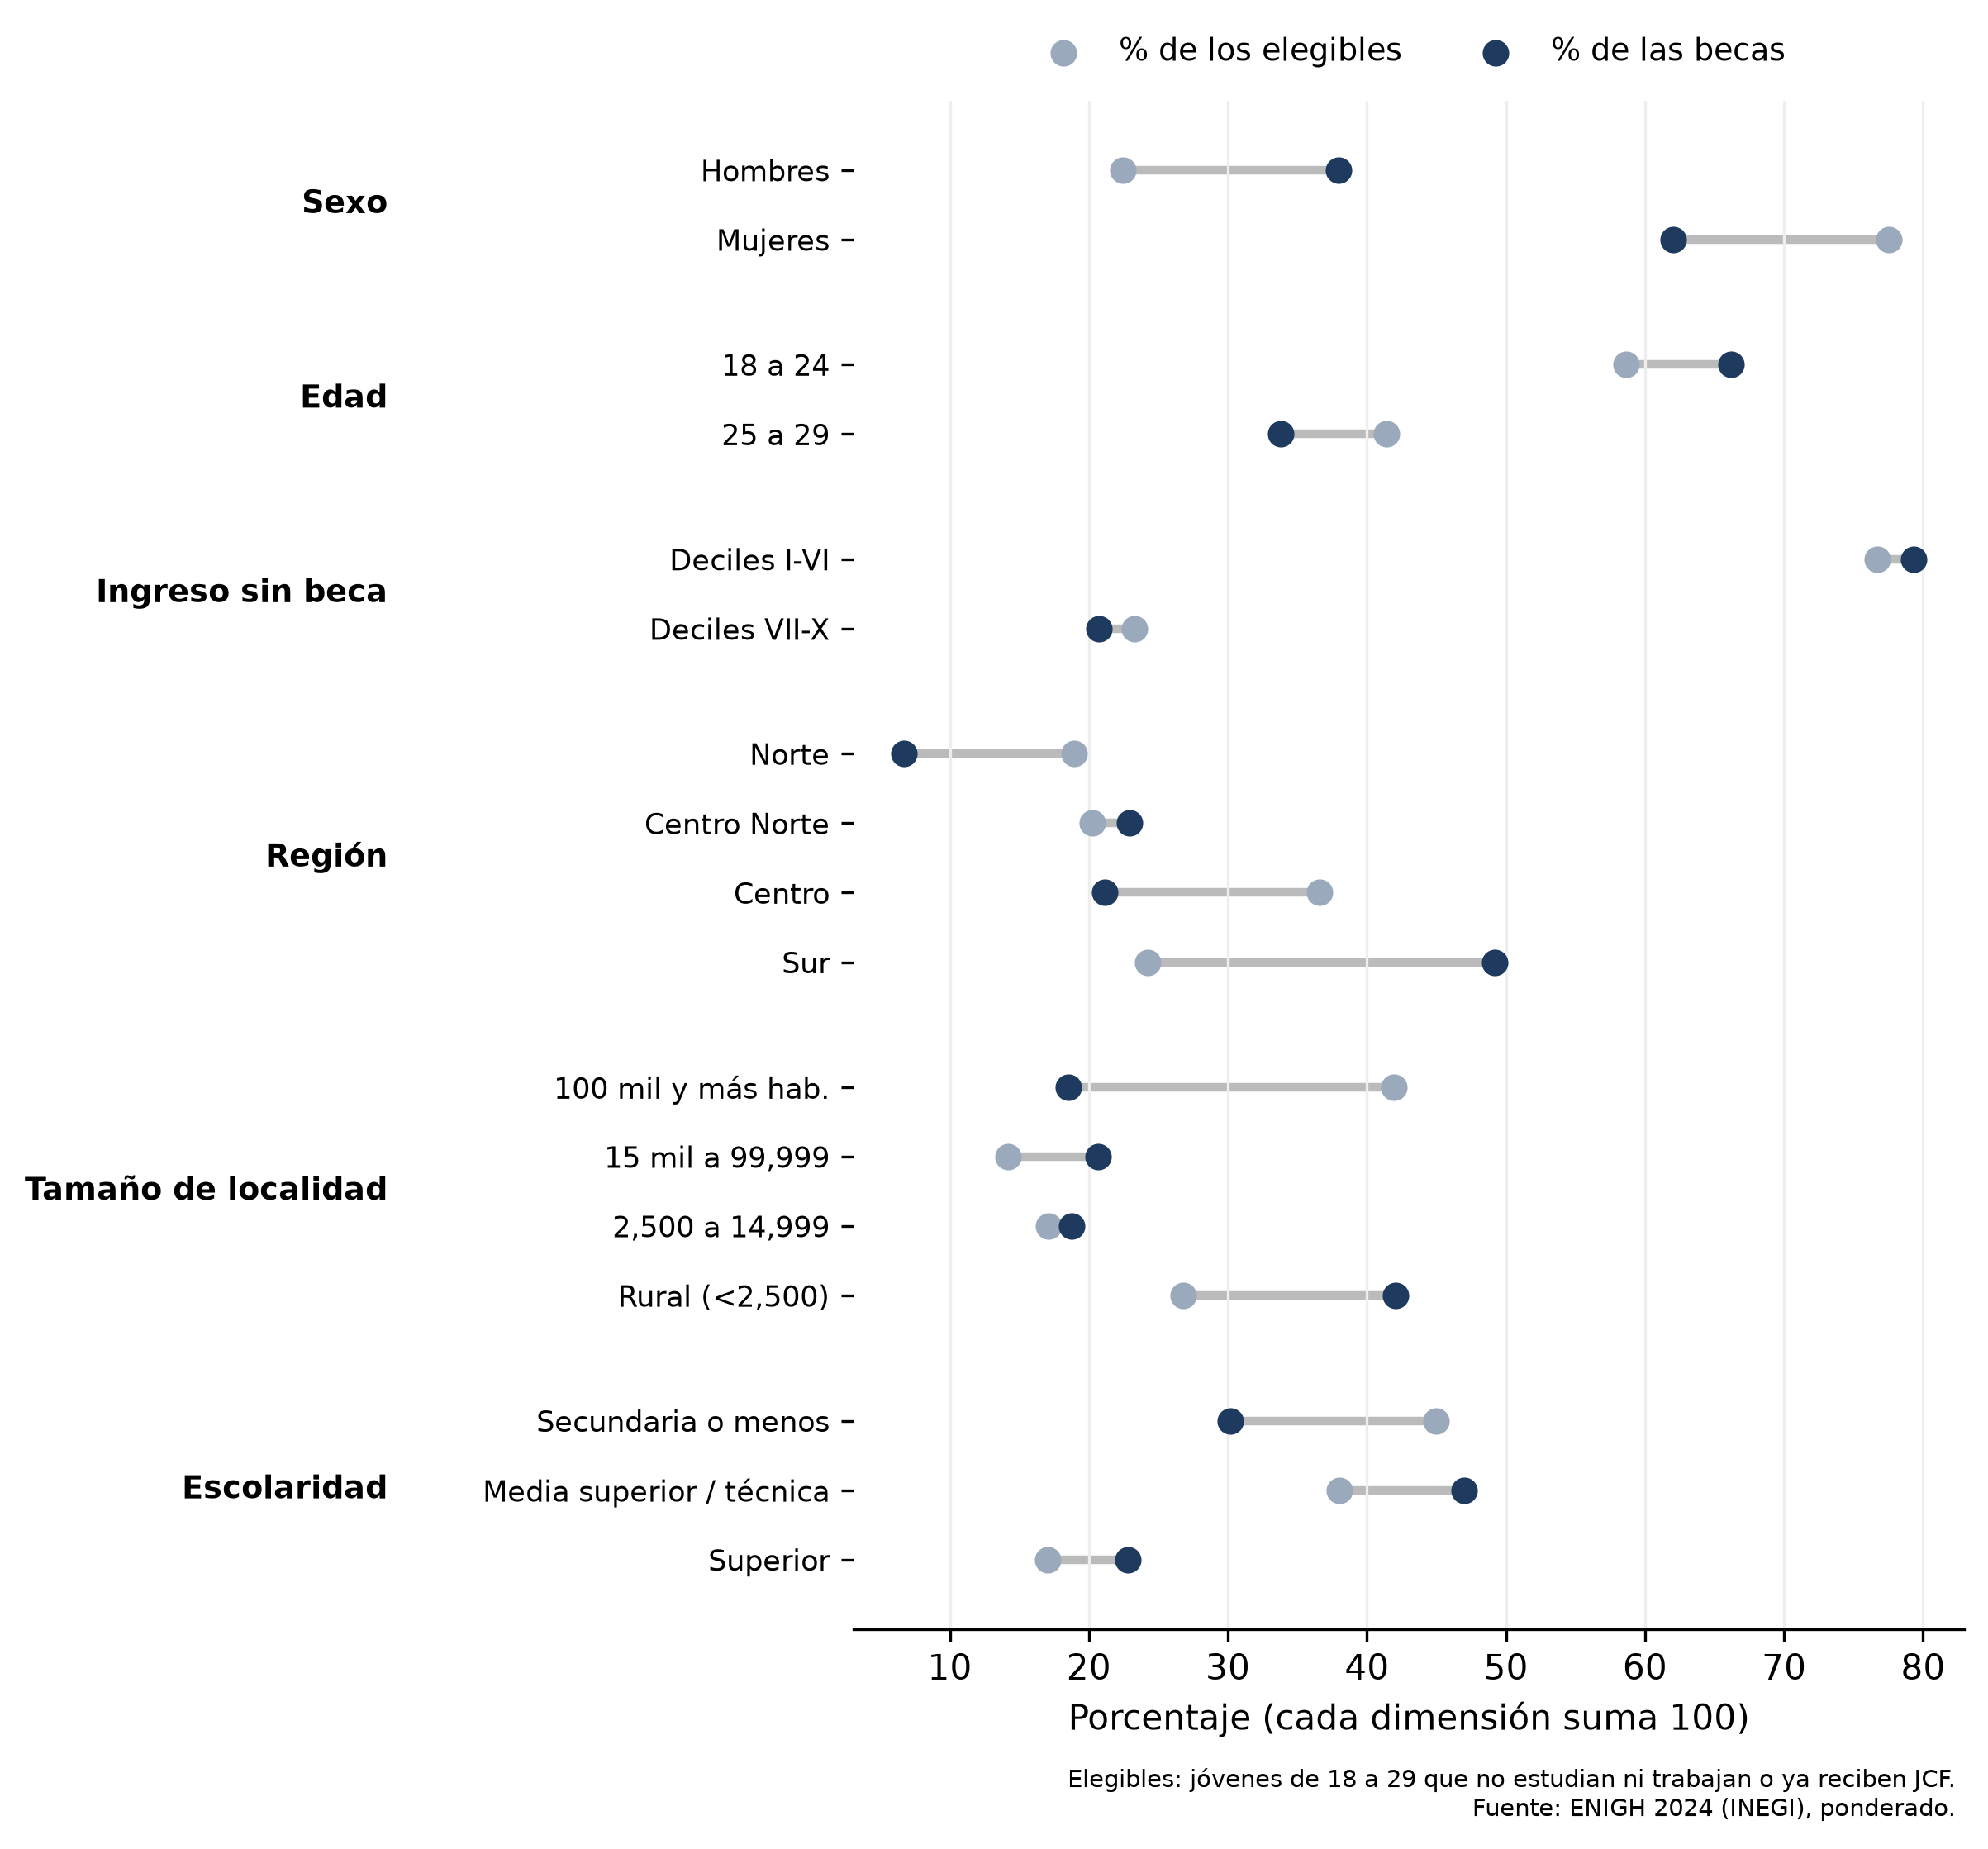 % de los elegibles
% de las becas
Sexo
Hombres
Mujeres
Edad
18 a 24
25 a 29
Ingreso sin beca
Deciles I-VI
Deciles VII-X
Región
Norte
Centro Norte
Centro
Sur
Tamaño de localidad
100 mil y más hab.
15 mil a 99,999
2,500 a 14,999
Rural (<2,500)
Escolaridad
Secundaria o menos
Media superior / técnica
Superior
10 20 30 40 50 60 70 80
Porcentaje (cada dimensión suma 100)
Elegibles: jóvenes de 18 a 29 que no estudian ni trabajan o ya reciben JCF.
Fuente: ENIGH 2024 (INEGI), ponderado.